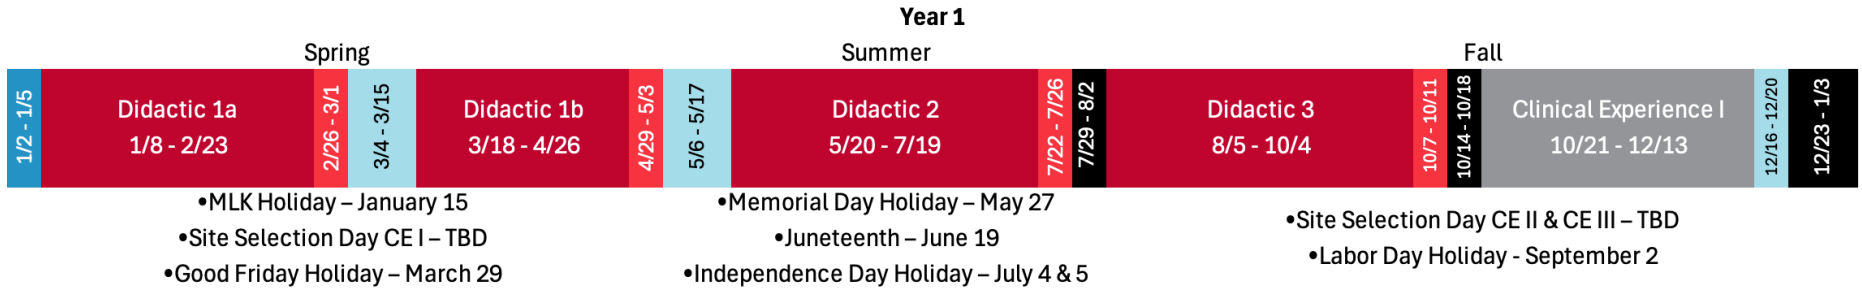 Year 1
Spring
Summer
Fall
1/2 - 1/5
Didactic 1a
1/8 - 2/23
2/26 - 3/1
3/4 - 3/15
Didactic 1b
3/18 - 4/26
4/29 - 5/3
5/6 - 5/17
Didactic 2
5/20 - 7/19
7/22 - 7/26
7/29 - 8/2
Didactic 3
8/5 - 10/4
10/7 - 10/11
10/14 - 10/18
Clinical Experience I
10/21 - 12/13
12/16 - 12/20
12/23 - 1/3
•MLK Holiday – January 15
•Site Selection Day CE I – TBD
•Good Friday Holiday – March 29
•Memorial Day Holiday – May 27
•Juneteenth – June 19
•Independence Day Holiday – July 4 & 5
•Site Selection Day CE II & CE III – TBD
•Labor Day Holiday - September 2